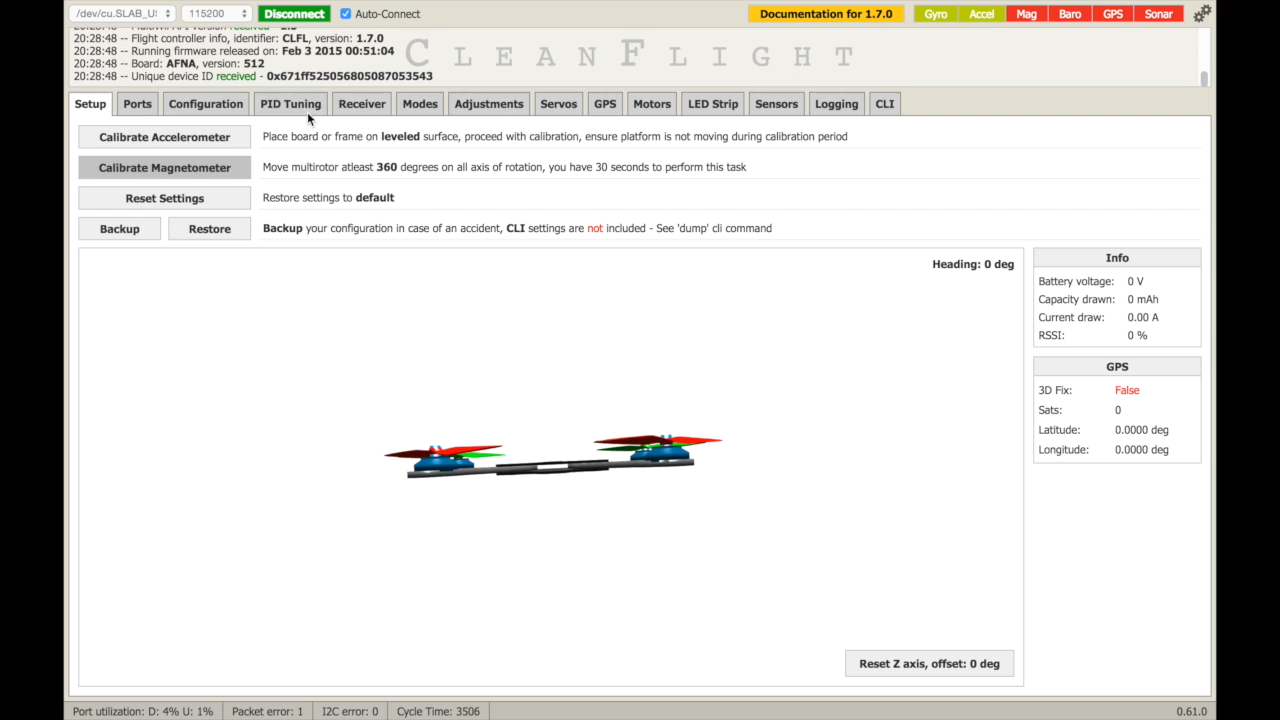 /dev/cu.SLAB_U: 115200 Disconnect Auto-Connect Documentation for 1.7.0 Gyro Accel Mag Baro GPS Sonar
20:28:48 -- Flight controller info, identifier: CLFL, version: 1.7.0
20:28:48 -- Running firmware released on: Feb 3 2015 00:51:04
20:28:48 -- Board: AFNA, version: 512
20:28:48 -- Unique device ID received - 0x671ff525056805087053543
CLEANFLIGHT
Setup Ports Configuration PID Tuning Receiver Modes Adjustments Servos GPS Motors LED Strip Sensors Logging CLI
Calibrate Accelerometer Place board or frame on leveled surface, proceed with calibration, ensure platform is not moving during calibration period
Calibrate Magnetometer Move multirotor atleast 360 degrees on all axis of rotation, you have 30 seconds to perform this task
Reset Settings Restore settings to default
Backup Restore Backup your configuration in case of an accident, CLI settings are not included - See 'dump' cli command
Heading: 0 deg
Info
Battery voltage: 0 V
Capacity drawn: 0 mAh
Current draw: 0.00 A
RSSI: 0 %
GPS
3D Fix: False
Sats: 0
Latitude: 0.0000 deg
Longitude: 0.0000 deg
Reset Z axis, offset: 0 deg
Port utilization: D: 4% U: 1% Packet error: 1 I2C error: 0 Cycle Time: 3506 0.61.0